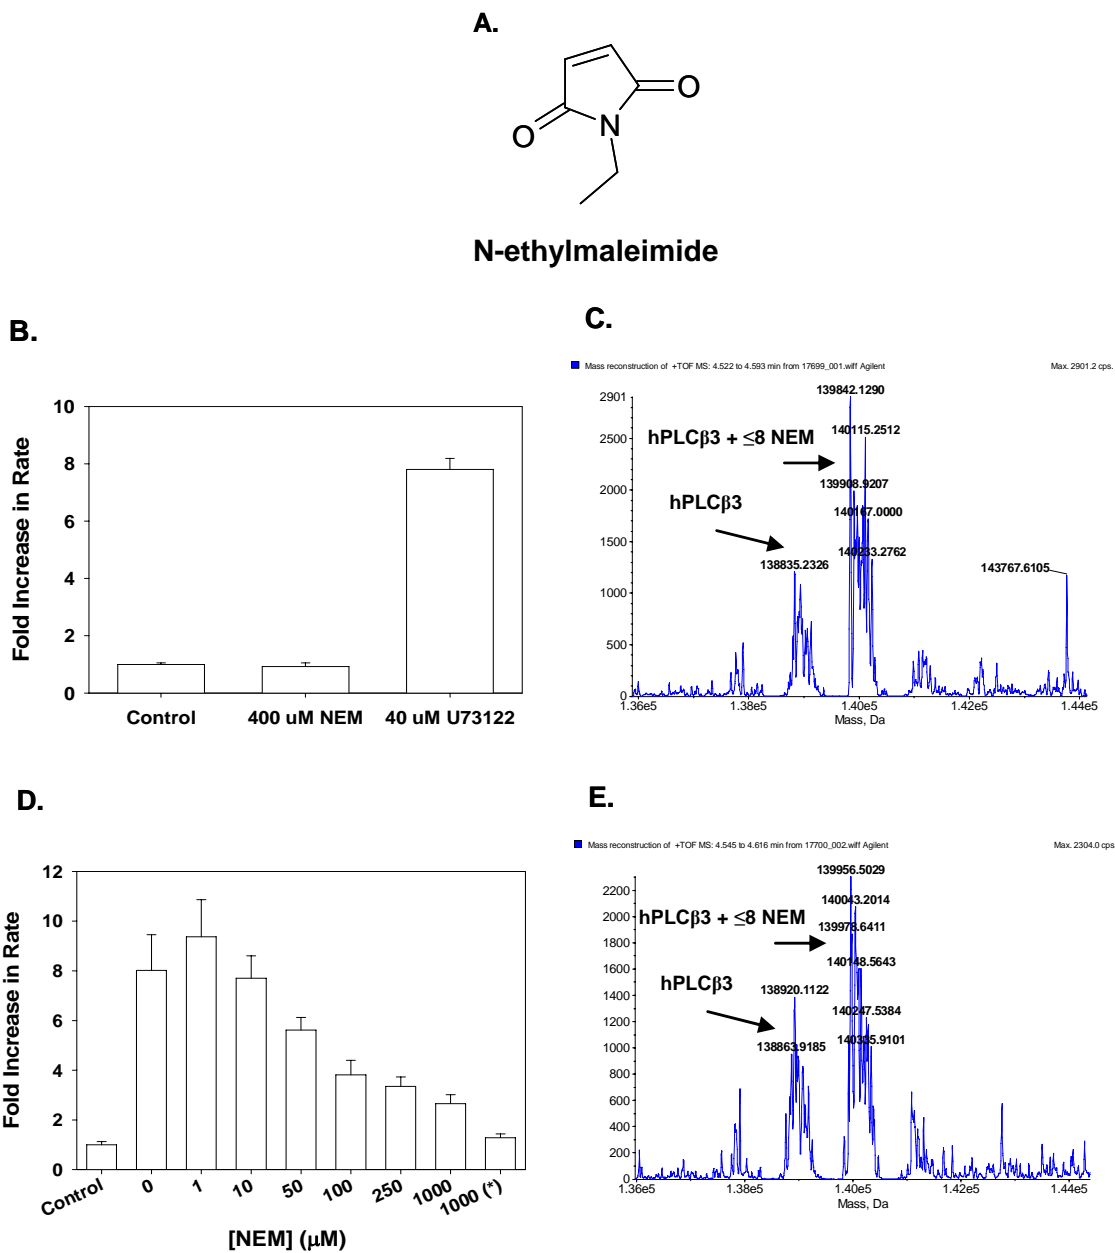 A.
O
O
N
N-ethylmaleimide
B.
10
8
6
4
2
0
Fold Increase in Rate
Control
400 uM NEM
40 uM U73122
C.
Mass reconstruction of +TOF MS: 4.522 to 4.593 min from 17699_001.wiff Agilent
Max. 2901.2 cps.
139842.1290
2901
hPLCβ3 + ≤8 NEM
140115.2512
2500
139908.9207
2000
hPLCβ3
140167.0000
1500
140233.2762
138835.2326
143767.6105
1000
500
0
1.36e5
1.38e5
1.40e5
1.42e5
1.44e5
Mass, Da
D.
12
10
8
6
4
2
0
Fold Increase in Rate
Control
0
1
10
50
100
250
1000
1000 (*)
[NEM] (μM)
E.
Mass reconstruction of +TOF MS: 4.545 to 4.616 min from 17700_002.wiff Agilent
Max. 2304.0 cps
139956.5029
2200
140043.2014
hPLCβ3 + ≤8 NEM
2000
139978.6411
1800
1600
140148.5643
hPLCβ3
138920.1122
1400
1200
140247.5384
1000
138863.9185
140335.9101
800
600
400
200
0
1.36e5
1.38e5
1.40e5
1.42e5
1.44e5
Mass, Da